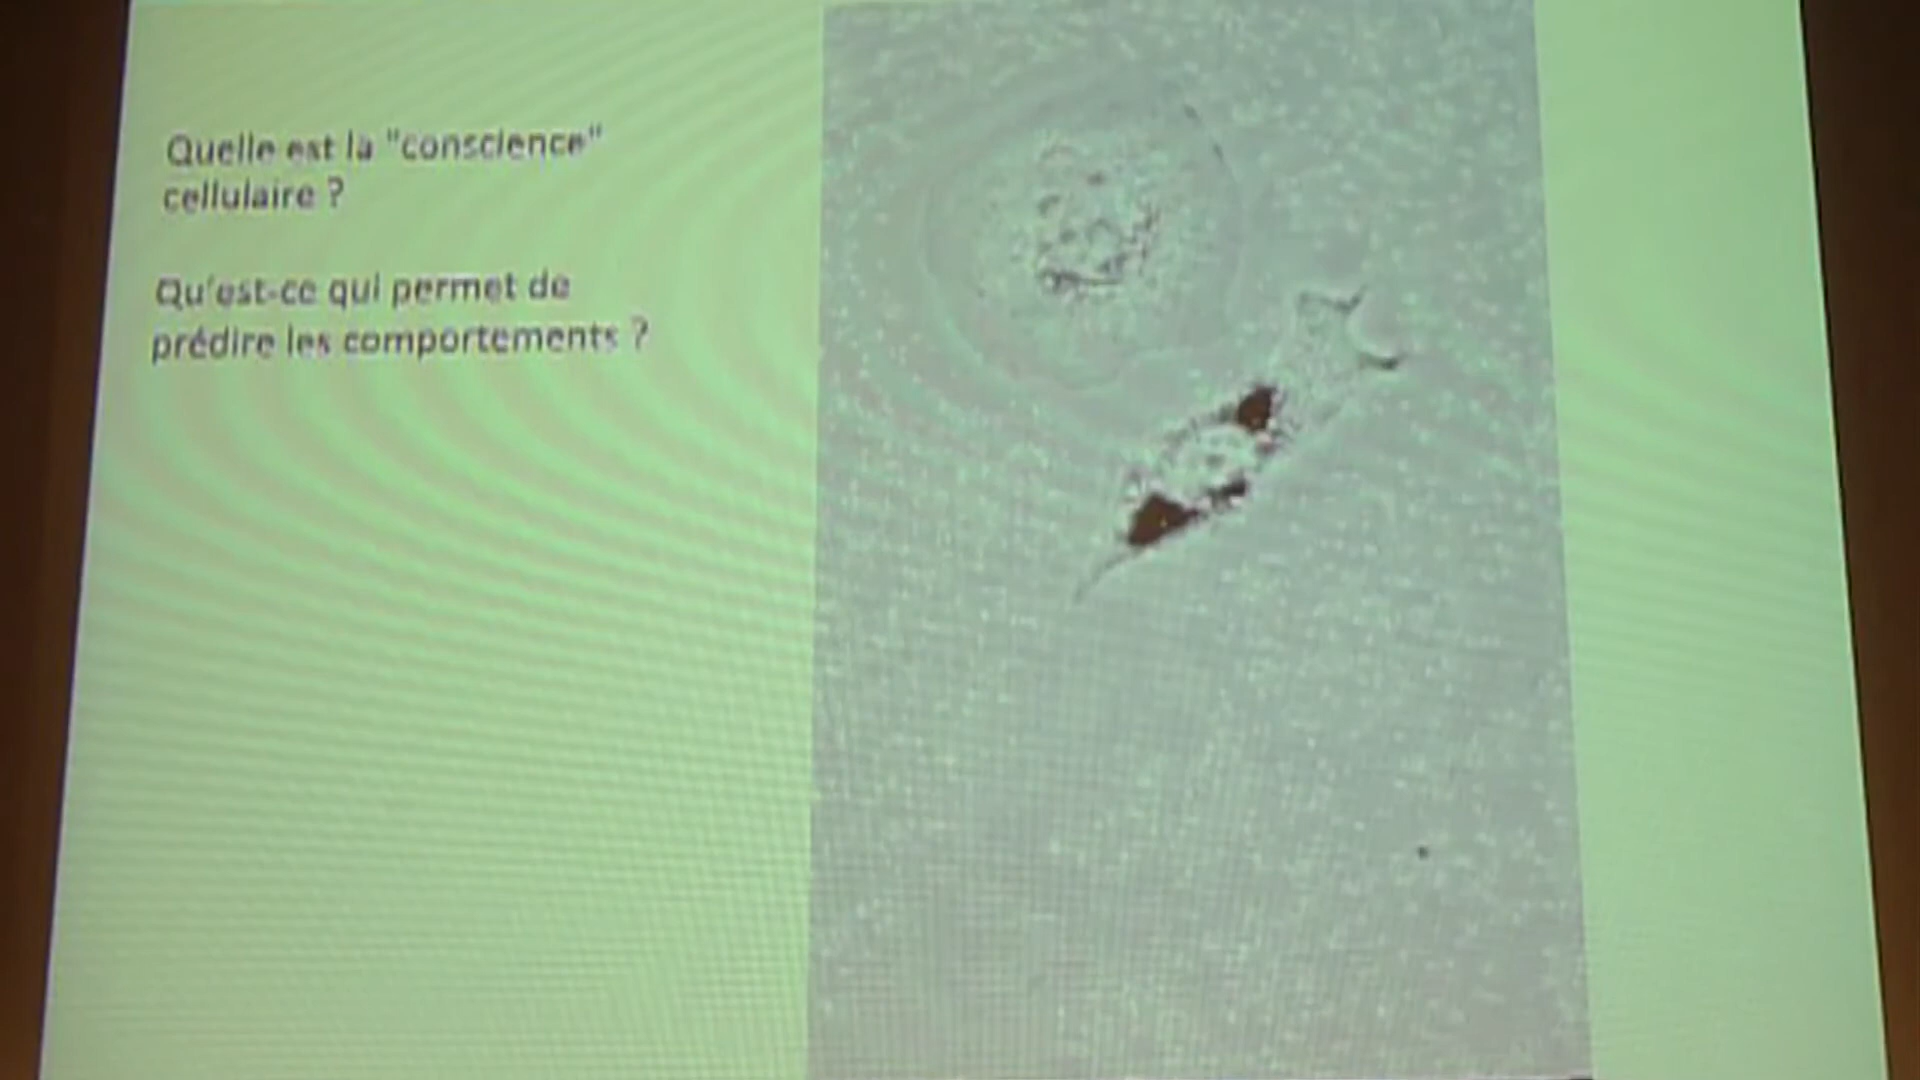 Quelle est la "conscience"
cellulaire ?
Qu'est-ce qui permet de
prédire les comportements ?